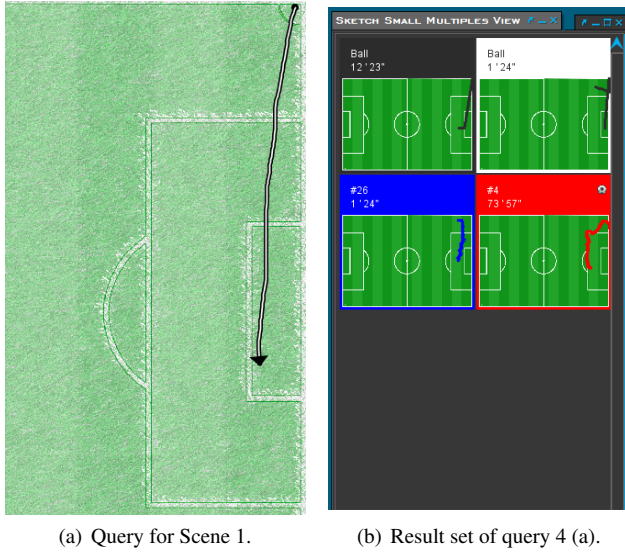 SKETCH SMALL MULTIPLES VIEW
Ball
12 ' 23"
Ball
1 ' 24"
#26
1 ' 24"
#4
73 ' 57"
(a) Query for Scene 1.
(b) Result set of query 4 (a).